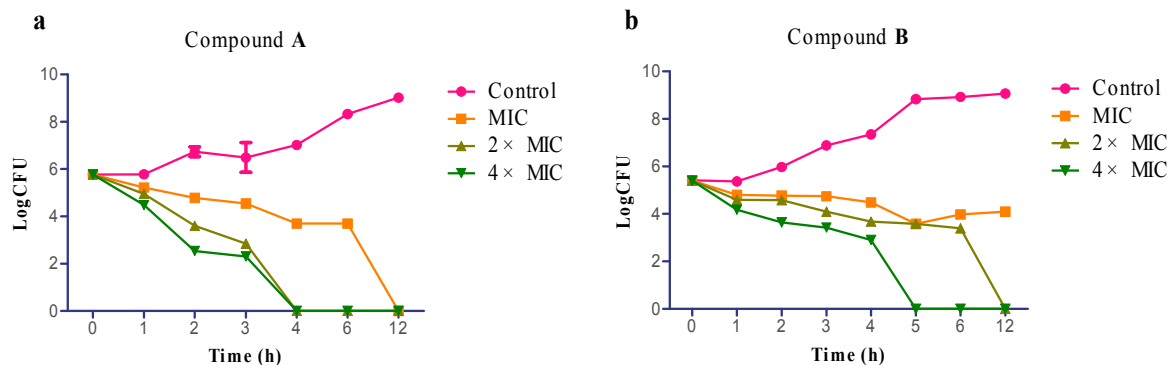 a
Compound A
LogCFU
10
8
6
4
2
0
0 1 2 3 4 6 12
Time (h)
Control
MIC
2 × MIC
4 × MIC
b
Compound B
LogCFU
10
8
6
4
2
0
0 1 2 3 4 5 6 12
Time (h)
Control
MIC
2 × MIC
4 × MIC